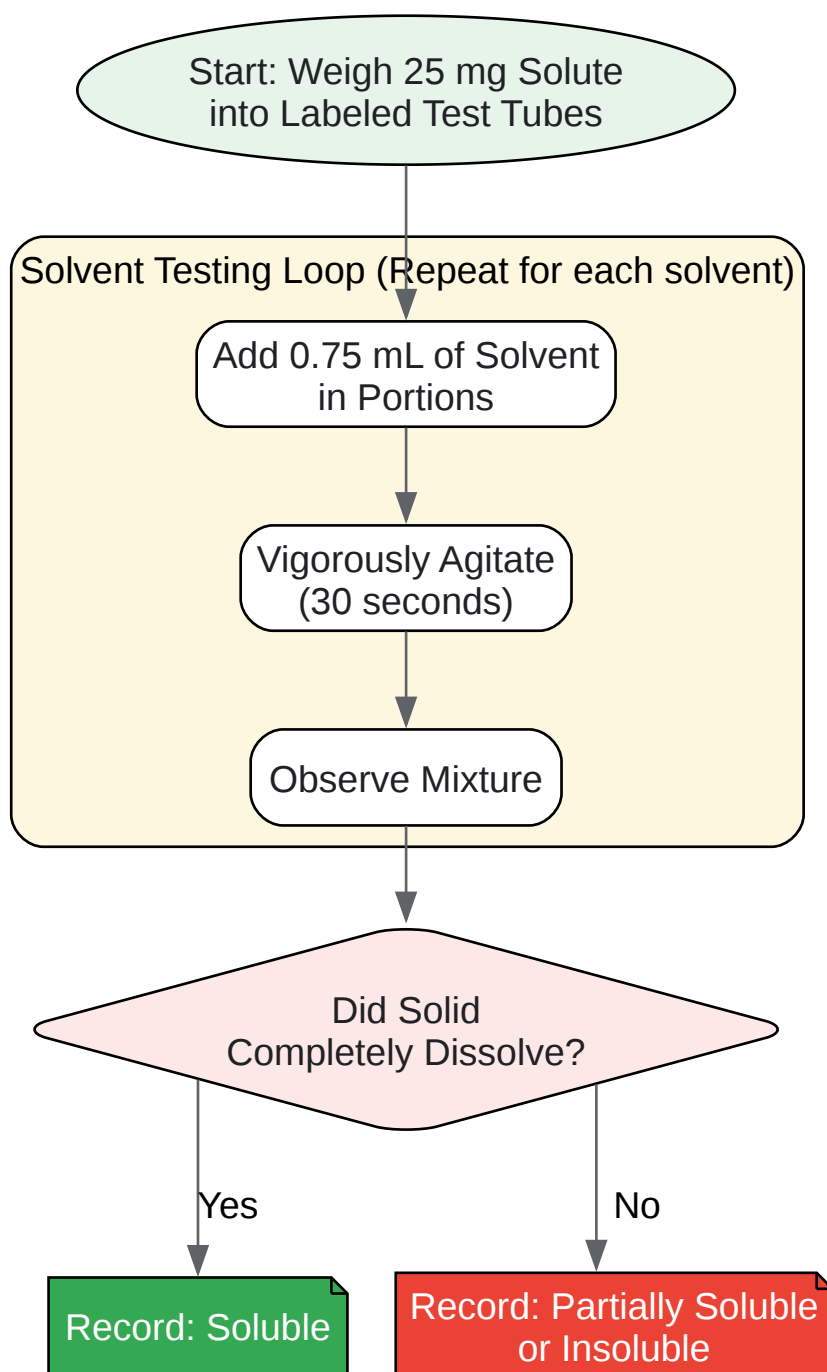 Start: Weigh 25 mg Solute
into Labeled Test Tubes
Solvent Testing Loop (Repeat for each solvent)
Add 0.75 mL of Solvent
in Portions
Vigorously Agitate
(30 seconds)
Observe Mixture
Did Solid
Completely Dissolve?
Yes
No
Record: Soluble
Record: Partially Soluble
or Insoluble